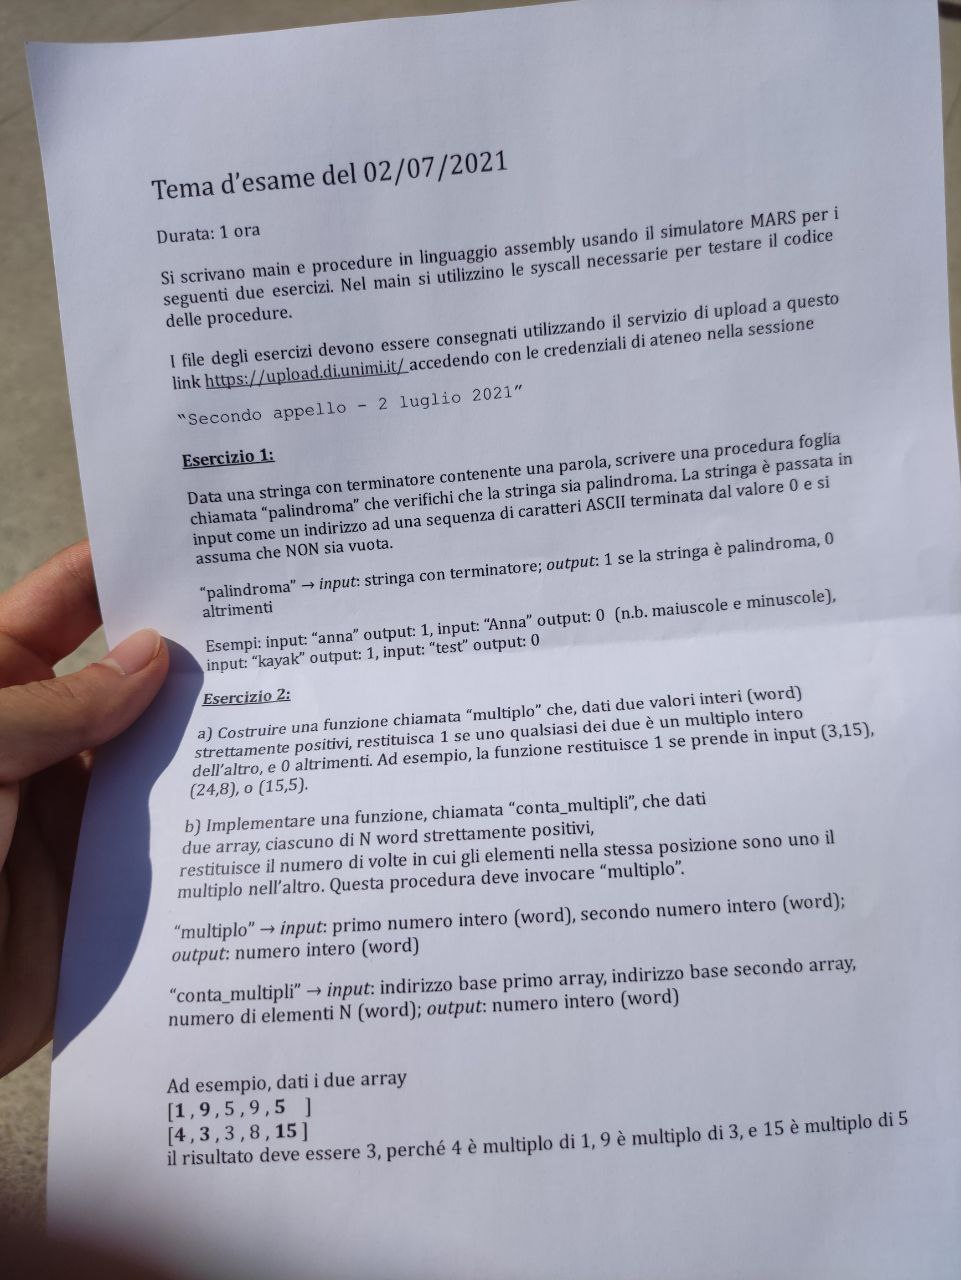 Tema d'esame del 02/07/2021
Durata: 1 ora
Si scrivano main e procedure in linguaggio assembly usando il simulatore MARS per i
seguenti due esercizi. Nel main si utilizzino le syscall necessarie per testare il codice
delle procedure.
I file degli esercizi devono essere consegnati utilizzando il servizio di upload a questo
link https://upload.di.unimi.it/ accedendo con le credenziali di ateneo nella sessione
"Secondo appello – 2 luglio 2021"
Esercizio 1:
Data una stringa con terminatore contenente una parola, scrivere una procedura foglia
chiamata "palindroma" che verifichi che la stringa sia palindroma. La stringa è passata in
input come un indirizzo ad una sequenza di caratteri ASCII terminata dal valore 0 e si
assuma che NON sia vuota.
"palindroma" → input: stringa con terminatore; output: 1 se la stringa è palindroma, 0
altrimenti
Esempi: input: "anna" output: 1, input: "Anna" output: 0 (n.b. maiuscole e minuscole),
input: "kayak" output: 1, input: "test" output: 0
Esercizio 2:
a) Costruire una funzione chiamata "multiplo" che, dati due valori interi (word)
strettamente positivi, restituisca 1 se uno qualsiasi dei due è un multiplo intero
dell'altro, e 0 altrimenti. Ad esempio, la funzione restituisce 1 se prende in input (3,15),
(24,8), o (15,5).
b) Implementare una funzione, chiamata "conta_multipli", che dati
due array, ciascuno di N word strettamente positivi,
restituisce il numero di volte in cui gli elementi nella stessa posizione sono uno il
multiplo nell'altro. Questa procedura deve invocare "multiplo".
"multiplo" → input: primo numero intero (word), secondo numero intero (word);
output: numero intero (word)
"conta_multipli" → input: indirizzo base primo array, indirizzo base secondo array,
numero di elementi N (word); output: numero intero (word)
Ad esempio, dati i due array
[1 , 9 , 5 , 9 , 5 ]
[4 , 3 , 3 , 8 , 15 ]
il risultato deve essere 3, perché 4 è multiplo di 1, 9 è multiplo di 3, e 15 è multiplo di 5